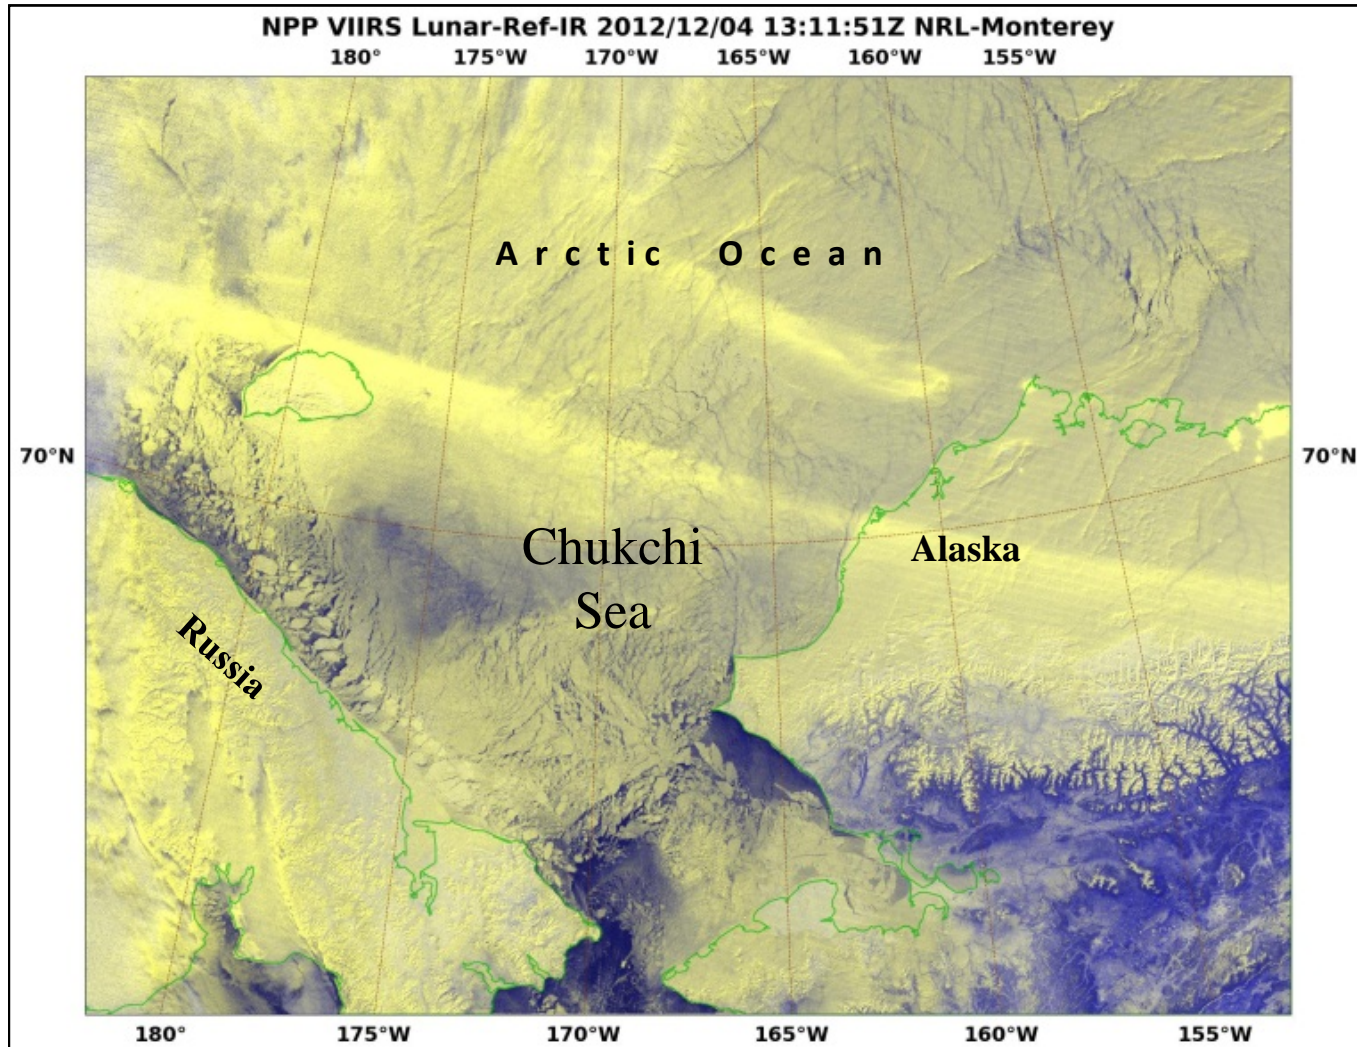 NPP VIIRS Lunar-Ref-IR 2012/12/04 13:11:51Z NRL-Monterey
180° 175°W 170°W 165°W 160°W 155°W
Arctic Ocean
70°N 70°N
Chukchi
Sea
Alaska
Russia
180° 175°W 170°W 165°W 160°W 155°W